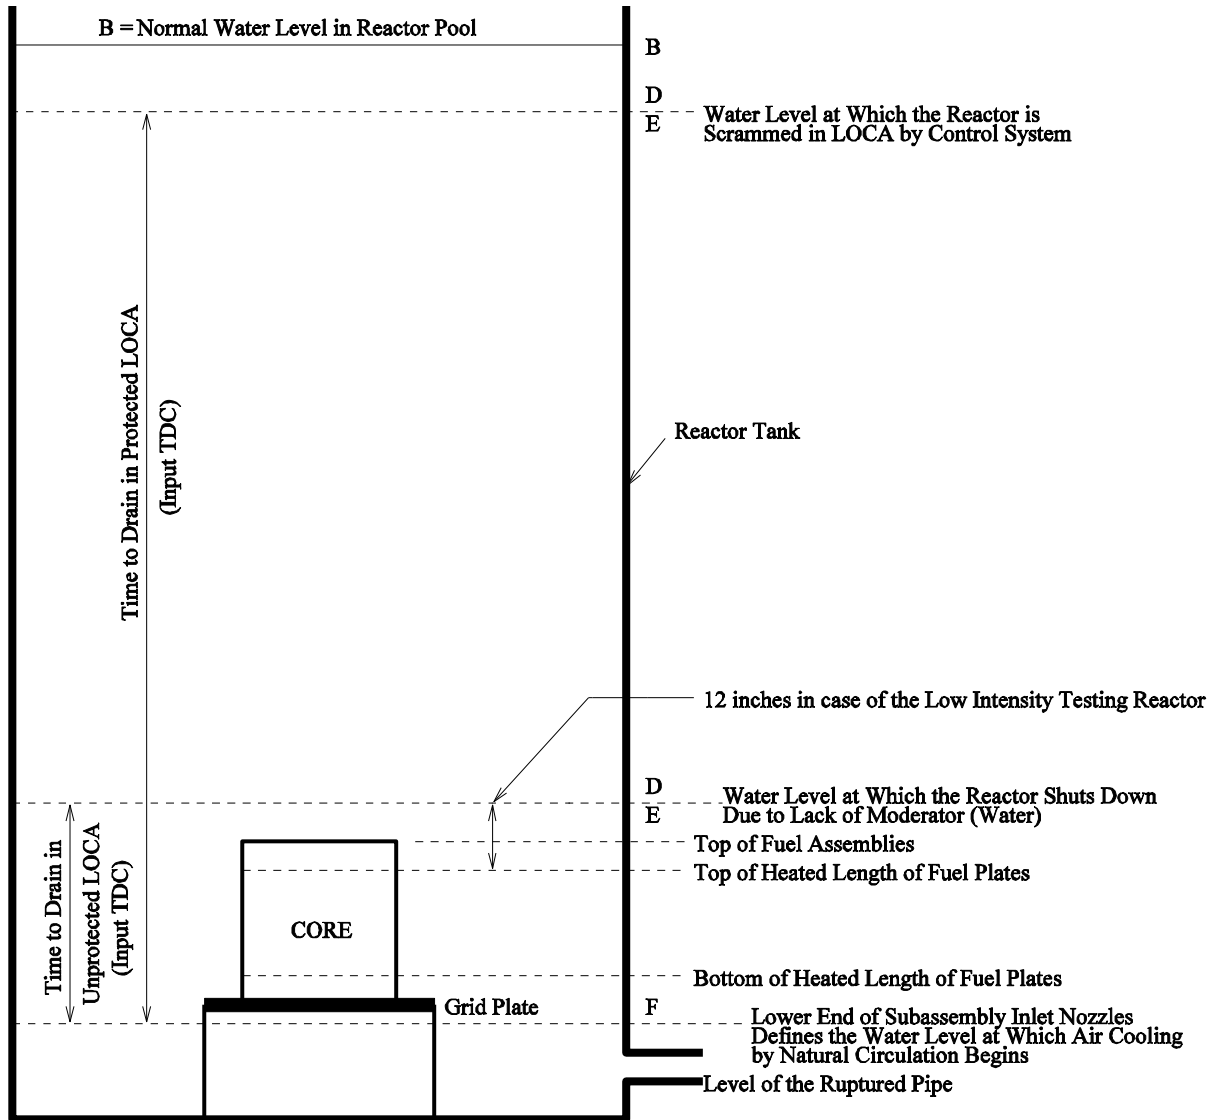 B = Normal Water Level in Reactor Pool
B
D
E
Water Level at Which the Reactor is
Scrammed in LOCA by Control System
Time to Drain in Protected LOCA
(Input TDC)
Reactor Tank
12 inches in case of the Low Intensity Testing Reactor
D
E
Water Level at Which the Reactor Shuts Down
Due to Lack of Moderator (Water)
Top of Fuel Assemblies
Top of Heated Length of Fuel Plates
Time to Drain in
Unprotected LOCA
(Input TDC)
CORE
Bottom of Heated Length of Fuel Plates
Grid Plate
F
Lower End of Subassembly Inlet Nozzles
Defines the Water Level at Which Air Cooling
by Natural Circulation Begins
Level of the Ruptured Pipe